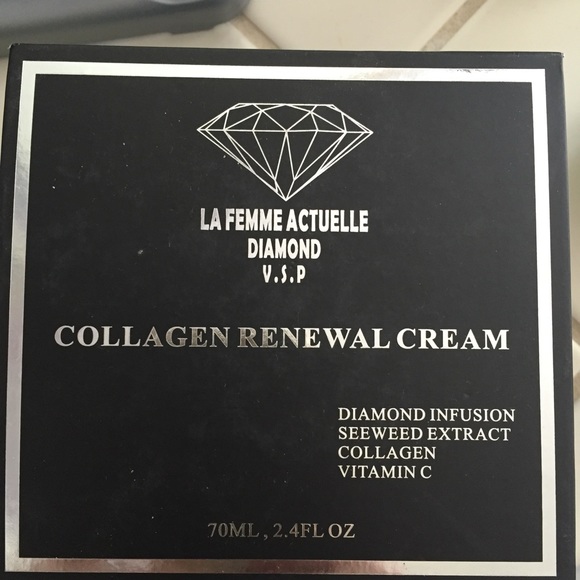 LA FEMME ACTUELLE
DIAMOND
V.S.P
COLLAGEN RENEWAL CREAM
DIAMOND INFUSION
SEEWEED EXTRACT
COLLAGEN
VITAMIN C
70ML, 2.4FL OZ